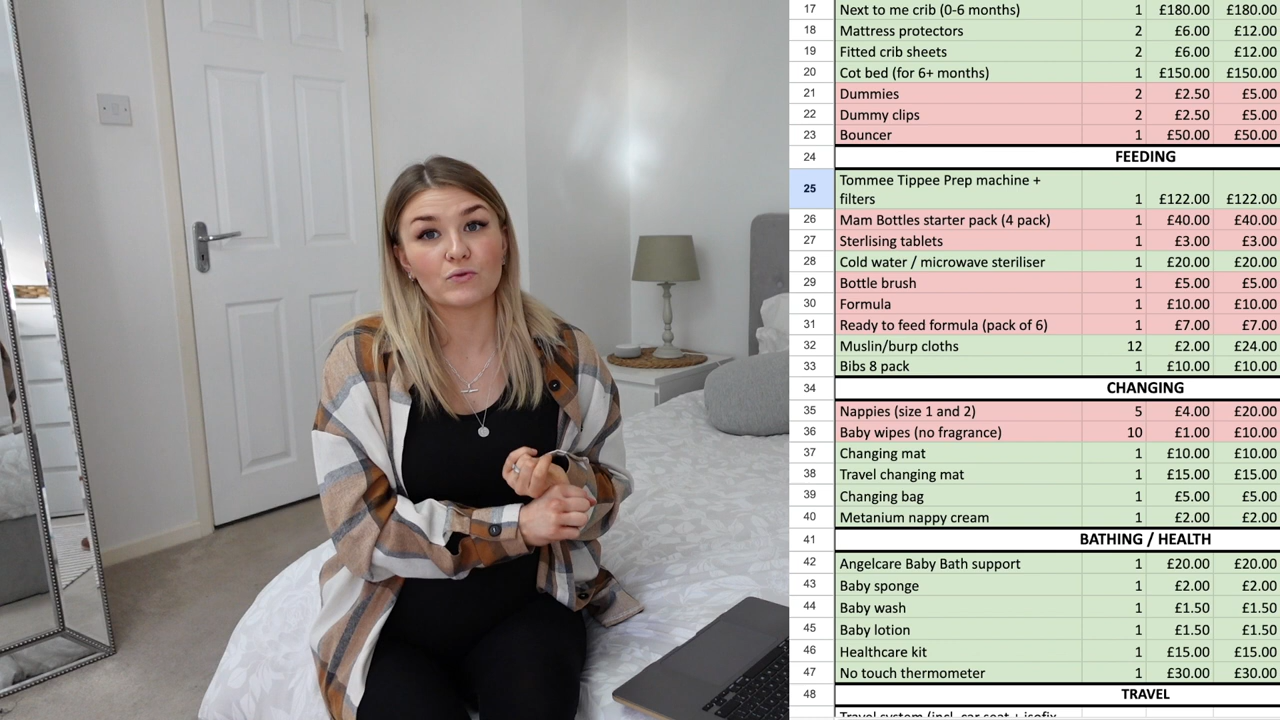 17 Next to me crib (0-6 months) 1 £180.00 £180.00
18 Mattress protectors 2 £6.00 £12.00
19 Fitted crib sheets 2 £6.00 £12.00
20 Cot bed (for 6+ months) 1 £150.00 £150.00
21 Dummies 2 £2.50 £5.00
22 Dummy clips 2 £2.50 £5.00
23 Bouncer 1 £50.00 £50.00
24 FEEDING
25 Tommee Tippee Prep machine +
filters 1 £122.00 £122.00
26 Mam Bottles starter pack (4 pack) 1 £40.00 £40.00
27 Sterlising tablets 1 £3.00 £3.00
28 Cold water / microwave steriliser 1 £20.00 £20.00
29 Bottle brush 1 £5.00 £5.00
30 Formula 1 £10.00 £10.00
31 Ready to feed formula (pack of 6) 1 £7.00 £7.00
32 Muslin/burp cloths 12 £2.00 £24.00
33 Bibs 8 pack 1 £10.00 £10.00
34 CHANGING
35 Nappies (size 1 and 2) 5 £4.00 £20.00
36 Baby wipes (no fragrance) 10 £1.00 £10.00
37 Changing mat 1 £10.00 £10.00
38 Travel changing mat 1 £15.00 £15.00
39 Changing bag 1 £5.00 £5.00
40 Metanium nappy cream 1 £2.00 £2.00
41 BATHING / HEALTH
42 Angelcare Baby Bath support 1 £20.00 £20.00
43 Baby sponge 1 £2.00 £2.00
44 Baby wash 1 £1.50 £1.50
45 Baby lotion 1 £1.50 £1.50
46 Healthcare kit 1 £15.00 £15.00
47 No touch thermometer 1 £30.00 £30.00
48 TRAVEL
Travel system (incl. car seat + isofix